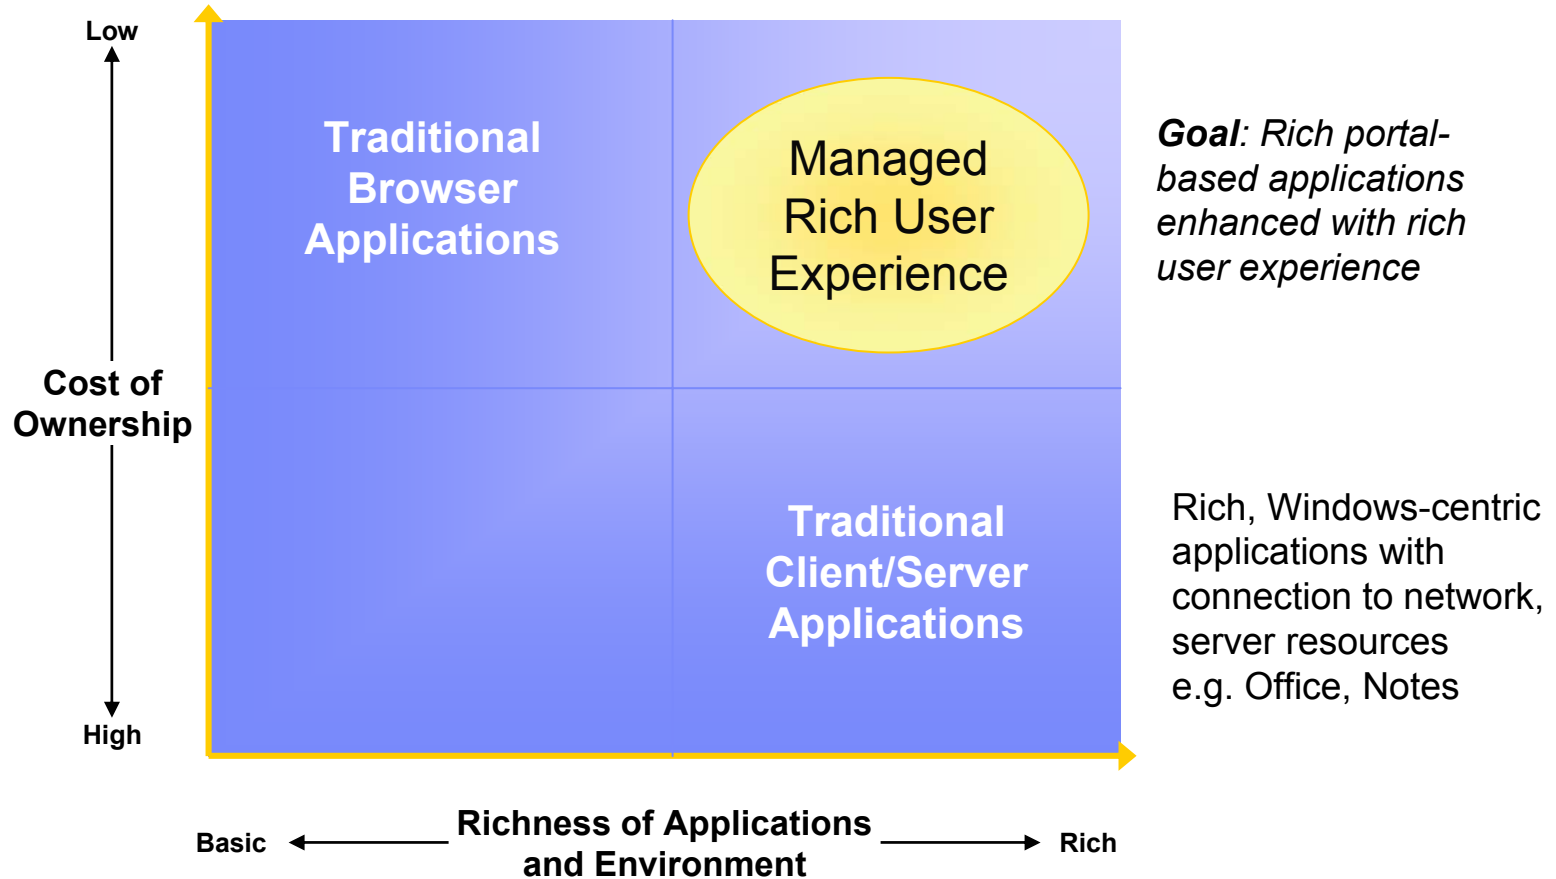 Low
Traditional
Browser
Applications
Managed
Rich User
Experience
Goal: Rich portal-
based applications
enhanced with rich
user experience
Cost of
Ownership
Traditional
Client/Server
Applications
Rich, Windows-centric
applications with
connection to network,
server resources
e.g. Office, Notes
High
Basic
Richness of Applications
and Environment
Rich